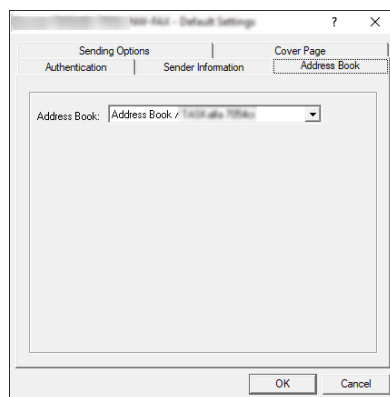 NW-FAX - Default Settings
Sending Options
Cover Page
Authentication
Sender Information
Address Book
Address Book: Address Book /
OK
Cancel